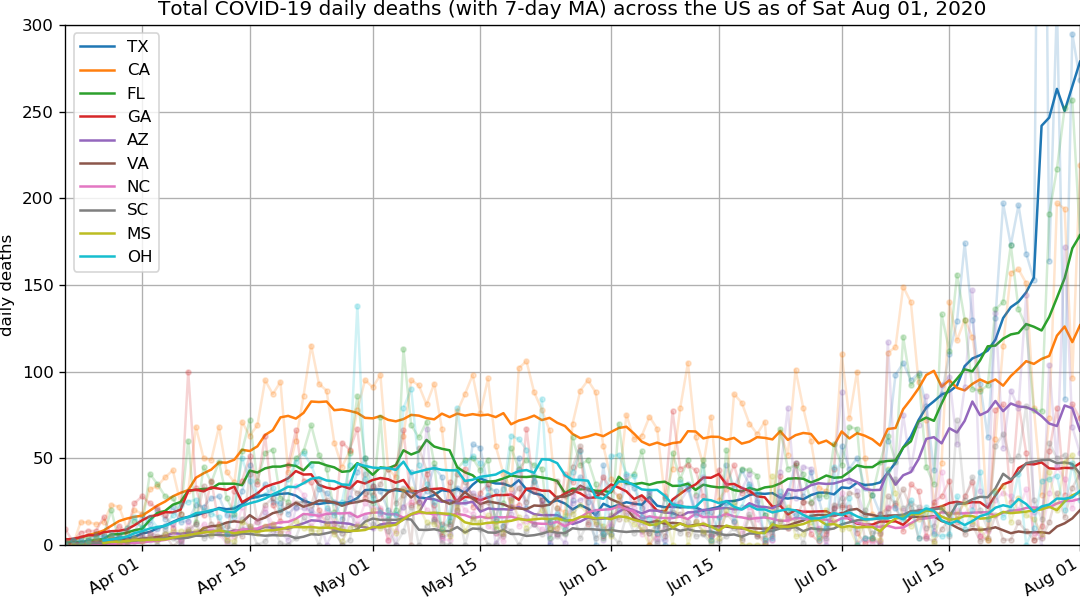 Total COVID-19 daily deaths (with 7-day MA) across the US as of Sat Aug 01, 2020
300
250
200
150
100
50
0
daily deaths
TX
CA
FL
GA
AZ
VA
NC
SC
MS
OH
Apr 01
Apr 15
May 01
May 15
Jun 01
Jun 15
Jul 01
Jul 15
Aug 01